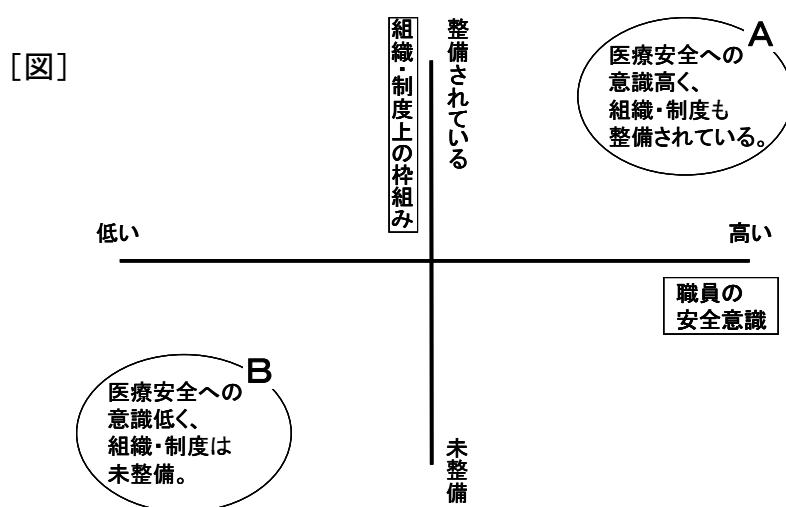 ［図］
組織・制度上の枠組み
整備されている
A
医療安全への
意識高く、
組織・制度も
整備されている。
低い
高い
職員の
安全意識
B
医療安全への
意識低く、
組織・制度は
未整備。
未整備